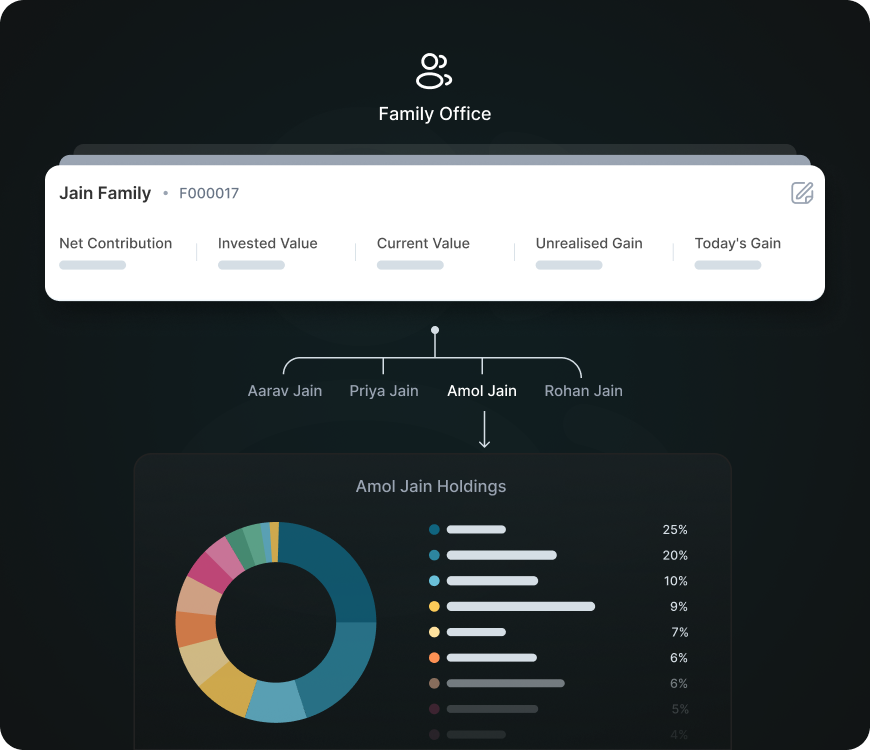 Family Office
Jain Family • F000017
Net Contribution Invested Value Current Value Unrealised Gain Today's Gain
Aarav Jain Priya Jain Amol Jain Rohan Jain
Amol Jain Holdings
25%
20%
10%
9%
7%
6%
6%
5%
4%